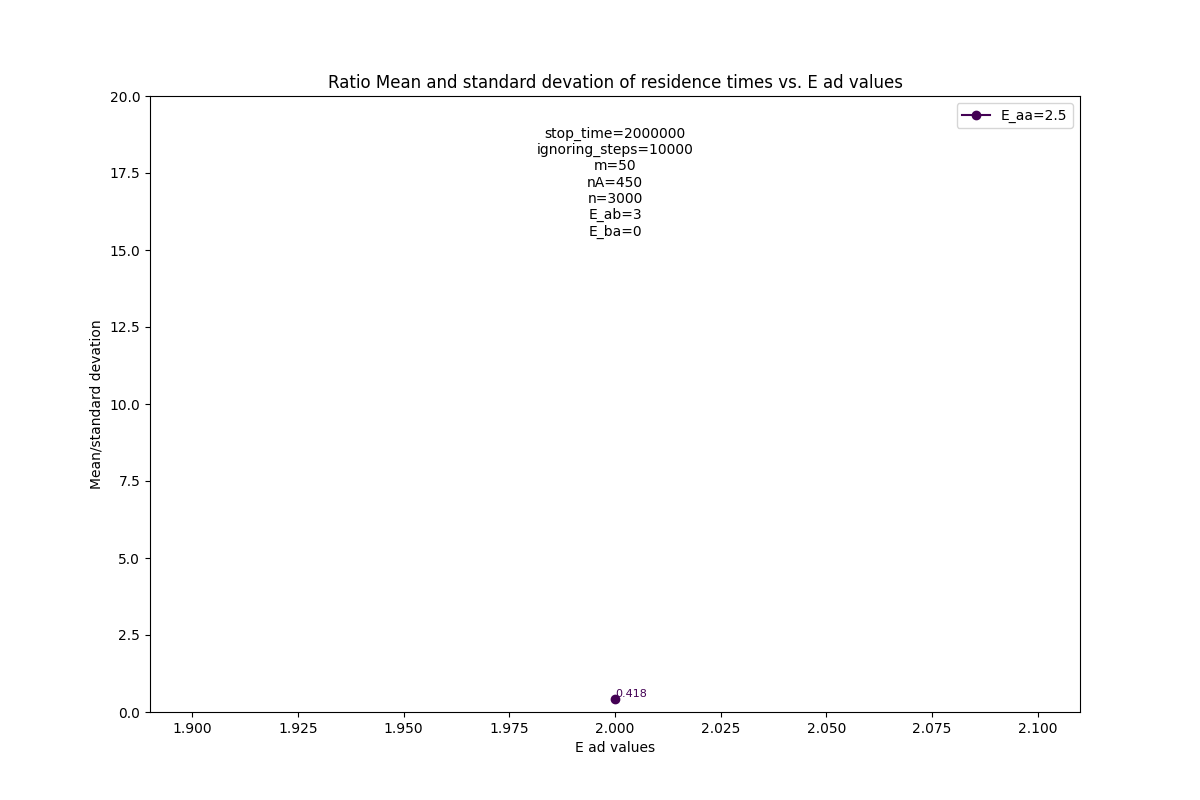 Ratio Mean and standard devation of residence times vs. E ad values
20.0
17.5
15.0
12.5
10.0
7.5
5.0
2.5
0.0
Mean/standard devation
E_aa=2.5
stop_time=2000000
ignoring_steps=10000
m=50
nA=450
n=3000
E_ab=3
E_ba=0
0.418
1.900 1.925 1.950 1.975 2.000 2.025 2.050 2.075 2.100
E ad values